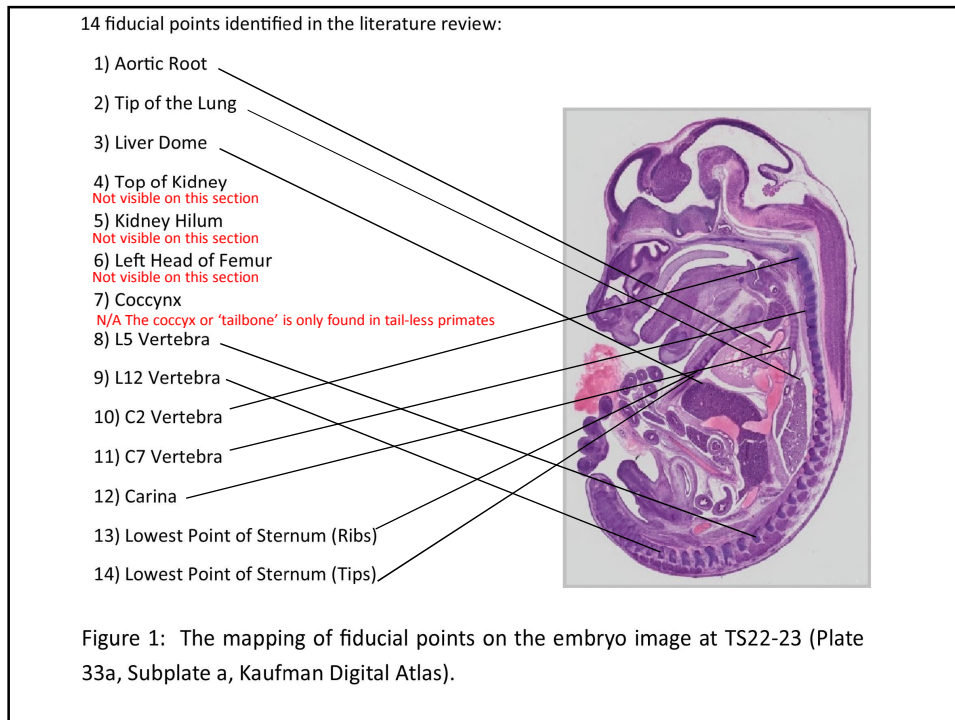 14 fiducial points identified in the literature review:
1) Aortic Root
2) Tip of the Lung
3) Liver Dome
4) Top of Kidney
Not visible on this section
5) Kidney Hilum
Not visible on this section
6) Left Head of Femur
Not visible on this section
7) Coccynx
N/A The coccyx or ‘tailbone’ is only found in tail-less primates
8) L5 Vertebra
9) L12 Vertebra
10) C2 Vertebra
11) C7 Vertebra
12) Carina
13) Lowest Point of Sternum (Ribs)
14) Lowest Point of Sternum (Tips)
Figure 1: The mapping of fiducial points on the embryo image at TS22-23 (Plate
33a, Subplate a, Kaufman Digital Atlas).